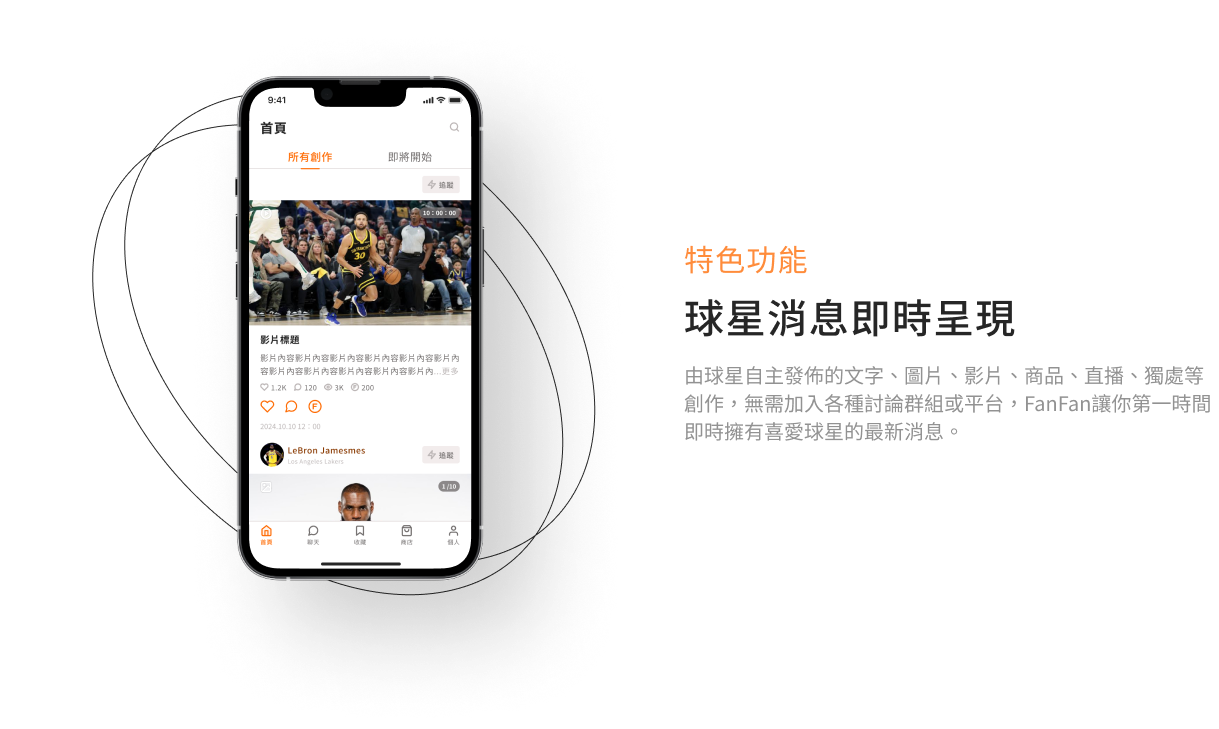 9:41
首頁
所有創作
即將開始
追蹤
10：00：00
30
影片標題
影片內容影片內容影片內容影片內容影片內容影片內
容影片內容影片內容影片內容影片內容影片內...更多
1.2K 120 3K 200
2024.10.10 12：00
LeBron Jamesmes
Los Angeles Lakers
追蹤
1 /10
首頁 聊天 收藏 商店 個人
特色功能
球星消息即時呈現
由球星自主發佈的文字、圖片、影片、商品、直播、獨處等
創作，無需加入各種討論群組或平台，FanFan讓你第一時間
即時擁有喜愛球星的最新消息。